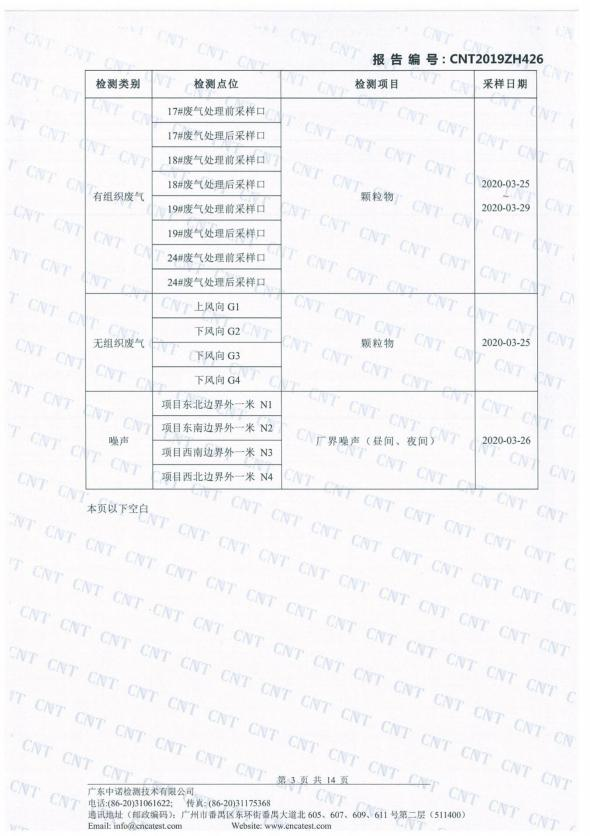 报 告 编 号：CNT2019ZH426
检测类别 检测点位 检测项目 采样日期
有组织废气
17#废气处理前采样口
17#废气处理后采样口
18#废气处理前采样口
18#废气处理后采样口
19#废气处理前采样口
19#废气处理后采样口
24#废气处理前采样口
24#废气处理后采样口
颗粒物
2020-03-25
~
2020-03-29
无组织废气
上风向 G1
下风向 G2
下风向 G3
下风向 G4
颗粒物
2020-03-25
噪声
项目东北边界外一米 N1
项目东南边界外一米 N2
项目西南边界外一米 N3
项目西北边界外一米 N4
厂界噪声（昼间、夜间）
2020-03-26
本页以下空白
第 3 页 共 14 页
广东中诺检测技术有限公司
电话:(86-20)31061622; 传真: (86-20)31175368
通讯地址（邮政编码）：广州市番禺区东环街番禺大道北 605、607、609、611 号第二层（511400）
Email: info@cncatest.com Website: www.cncatest.com